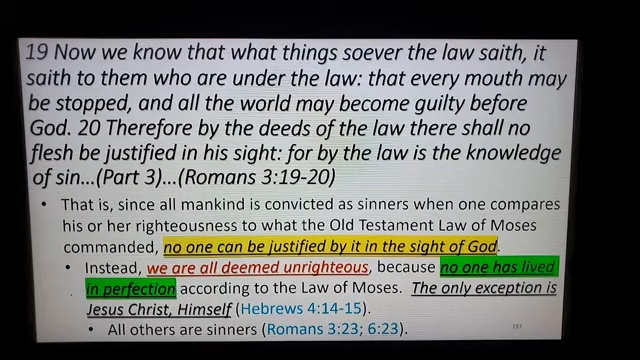 19 Now we know that what things soever the law saith, it
saith to them who are under the law: that every mouth may
be stopped, and all the world may become guilty before
God. 20 Therefore by the deeds of the law there shall no
flesh be justified in his sight: for by the law is the knowledge
of sin...(Part 3)...(Romans 3:19-20)
• That is, since all mankind is convicted as sinners when one compares
his or her righteousness to what the Old Testament Law of Moses
commanded, no one can be justified by it in the sight of God.
• Instead, we are all deemed unrighteous, because no one has lived
in perfection according to the Law of Moses. The only exception is
Jesus Christ, Himself (Hebrews 4:14-15).
• All others are sinners (Romans 3:23; 6:23).
157